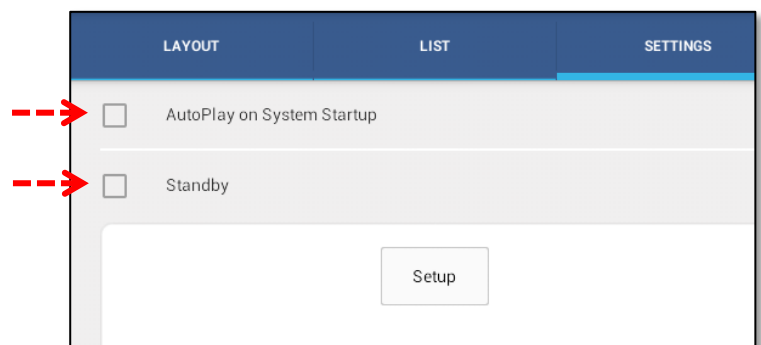 LAYOUT LIST SETTINGS
AutoPlay on System Startup
Standby
Setup